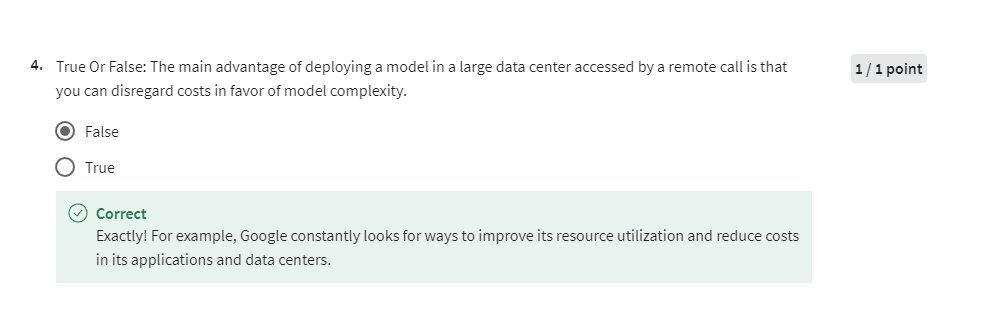 4. True Or False: The main advantage of deploying a model in a large data center accessed by a remote call is that
1 / 1 point
you can disregard costs in favor of model complexity.
False
True
Correct
Exactly! For example, Google constantly looks for ways to improve its resource utilization and reduce costs
in its applications and data centers.